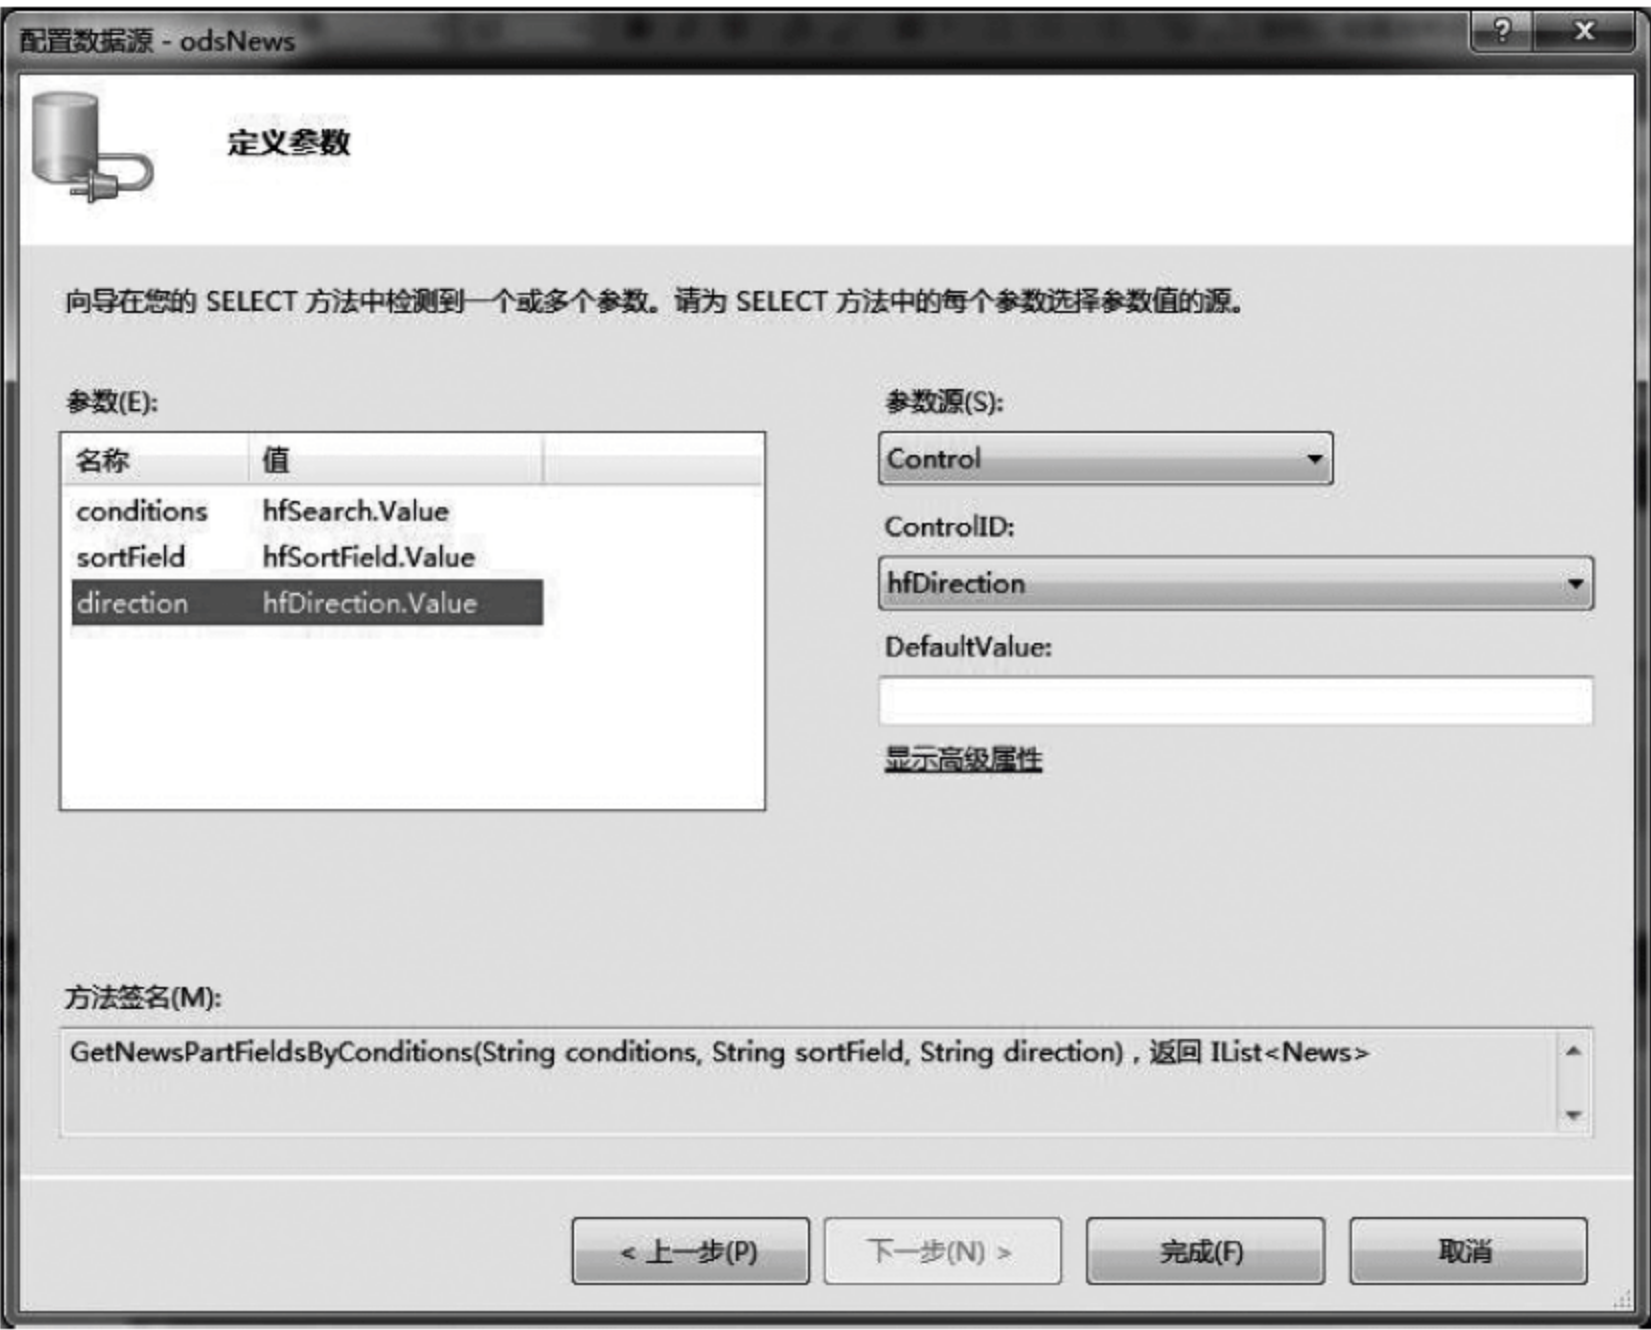 配置数据源 - odsNews
定义参数
向导在您的 SELECT 方法中检测到一个或多个参数。请为 SELECT 方法中的每个参数选择参数值的源。
参数(E):
名称 值
conditions hfSearch.Value
sortField hfSortField.Value
direction hfDirection.Value
参数源(S):
Control
ControlID:
hfDirection
DefaultValue:
显示高级属性
方法签名(M):
GetNewsPartFieldsByConditions(String conditions, String sortField, String direction) , 返回 IList<News>
< 上一步(P) 下一步(N) > 完成(F) 取消